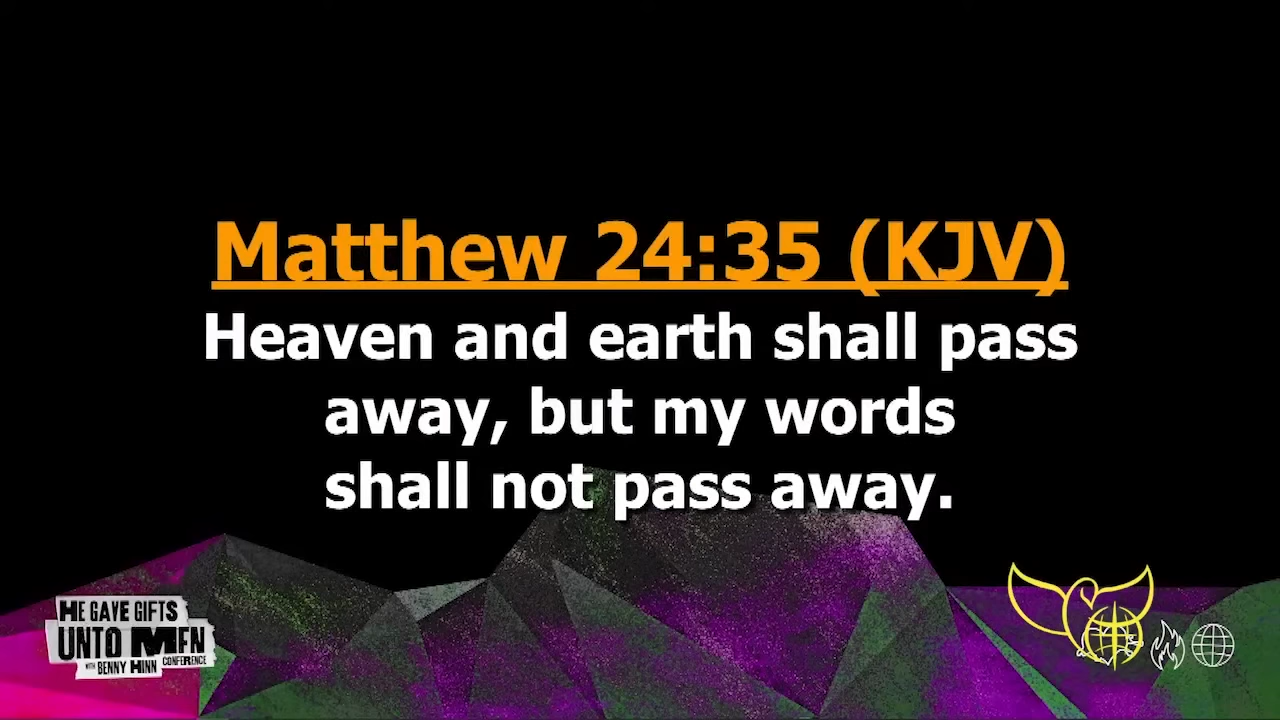 Matthew 24:35 (KJV)
Heaven and earth shall pass
away, but my words
shall not pass away.
HE GAVE GIFTS
UNTO MEN
WITH BENNY HINN CONFERENCE